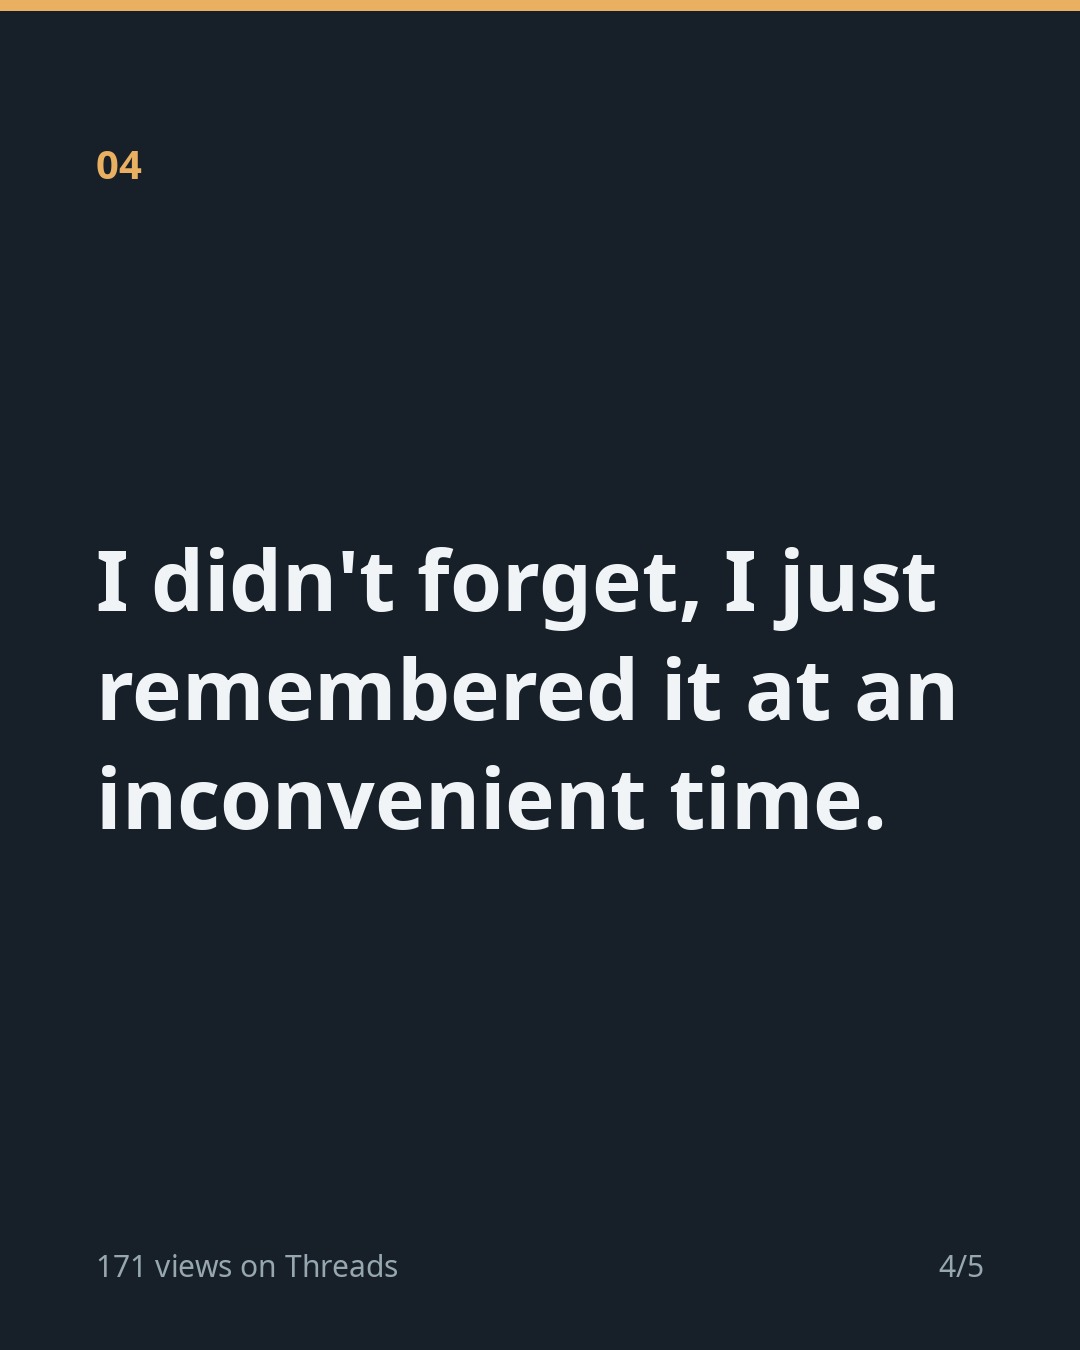 04
I didn't forget, I just
remembered it at an
inconvenient time.
171 views on Threads
4/5